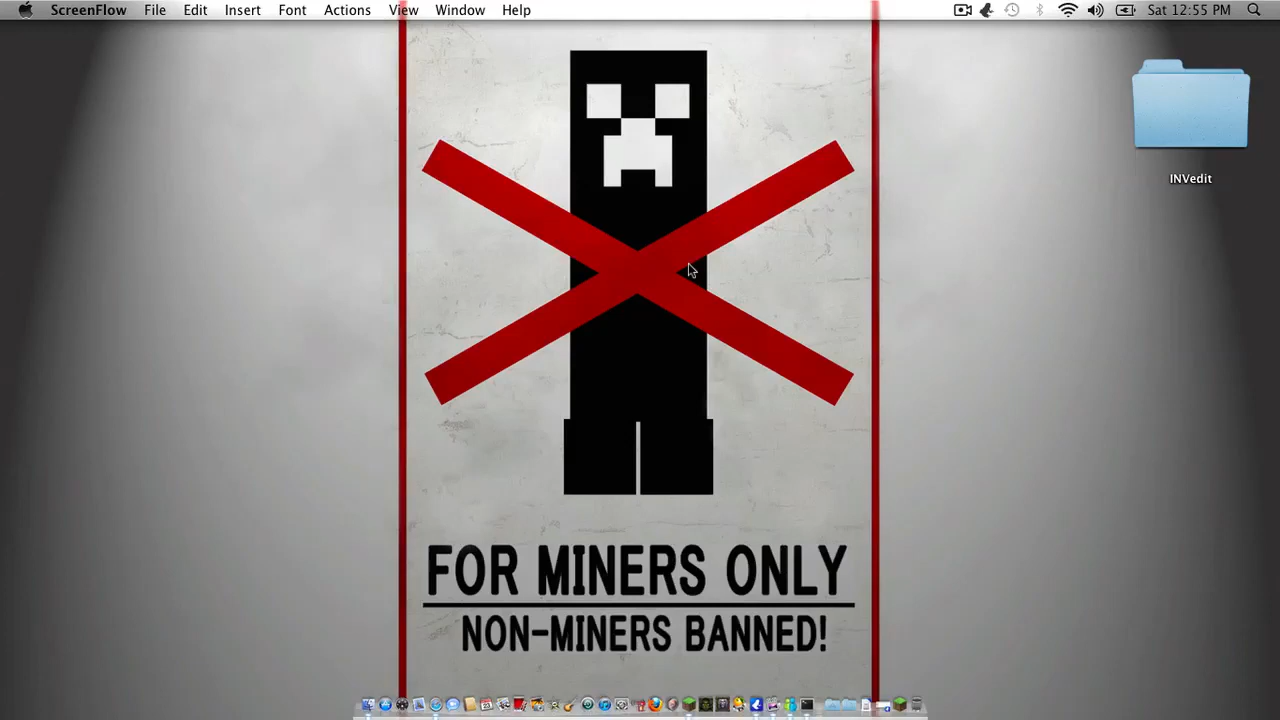 ScreenFlow File Edit Insert Font Actions View Window Help Sat 12:55 PM
INVedit
FOR MINERS ONLY
NON-MINERS BANNED!